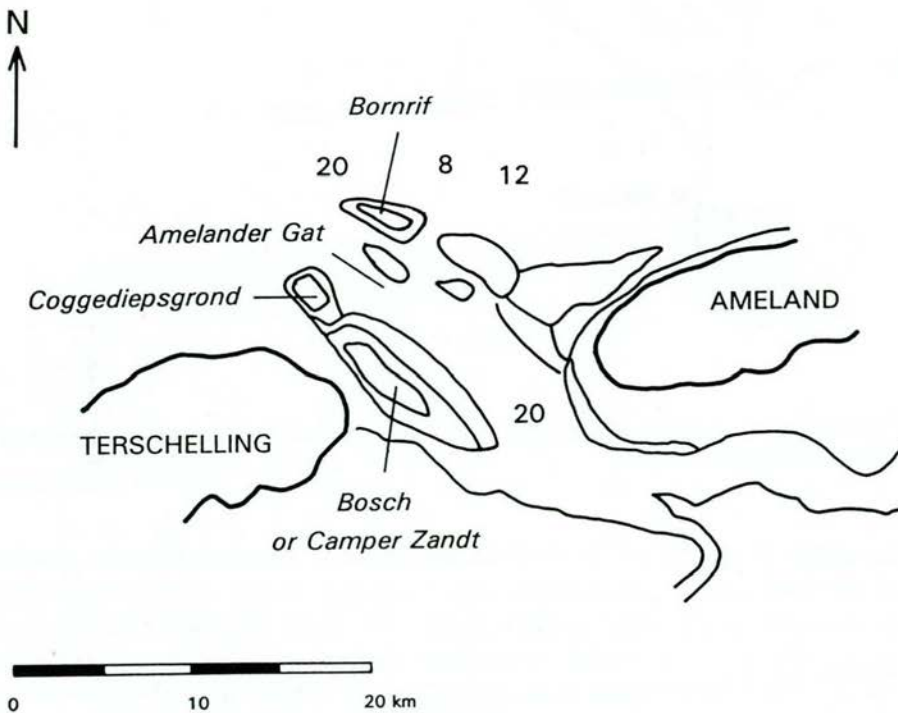 N
Bornrif
20
8
12
Amelander Gat
Coggediepsgrond
AMELAND
20
TERSCHELLING
Bosch
or Camper Zandt
0
10
20 km